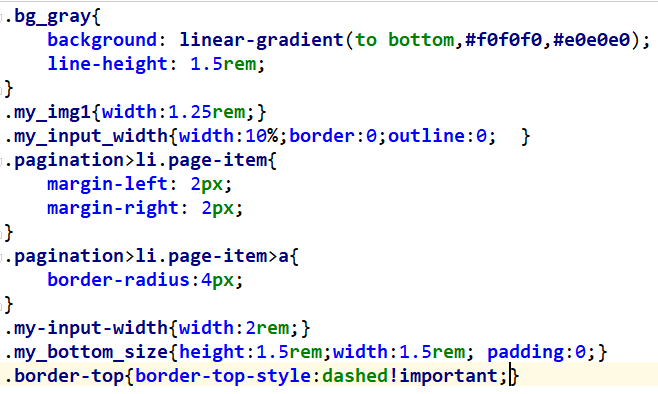 .bg_gray{
    background: linear-gradient(to bottom,#f0f0f0,#e0e0e0);
    line-height: 1.5rem;
}
.my_img1{width:1.25rem;}
.my_input_width{width:10%;border:0;outline:0;  }
.pagination>li.page-item{
    margin-left: 2px;
    margin-right: 2px;
}
.pagination>li.page-item>a{
    border-radius:4px;
}
.my-input-width{width:2rem;}
.my_bottom_size{height:1.5rem;width:1.5rem; padding:0;}
.border-top{border-top-style:dashed!important;}